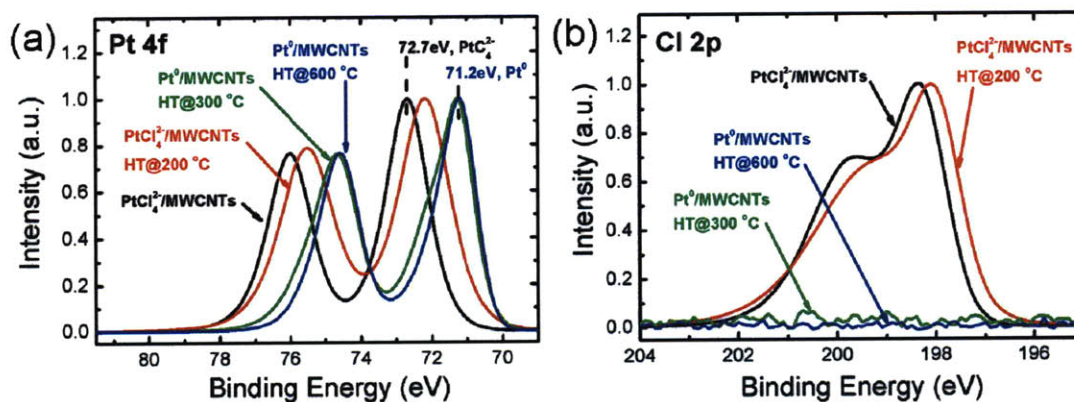 (a)
Pt 4f
Pt⁰/MWCNTs
HT@600 °C
72.7eV, PtC₄²⁻
71.2eV, Pt⁰
Pt⁰/MWCNTs
HT@300 °C
PtCl₄²⁻/MWCNTs
HT@200 °C
PtCl₄²⁻/MWCNTs
Intensity (a.u.)
1.2
1.0
0.8
0.6
0.4
0.2
0.0
80 78 76 74 72 70
Binding Energy (eV)
(b)
Cl 2p
PtCl₄²⁻/MWCNTs
HT@200 °C
PtCl₄²⁻/MWCNTs
Pt⁰/MWCNTs
HT@600 °C
Pt⁰/MWCNTs
HT@300 °C
Intensity (a.u.)
1.2
1.0
0.8
0.6
0.4
0.2
0.0
204 202 200 198 196
Binding Energy (eV)